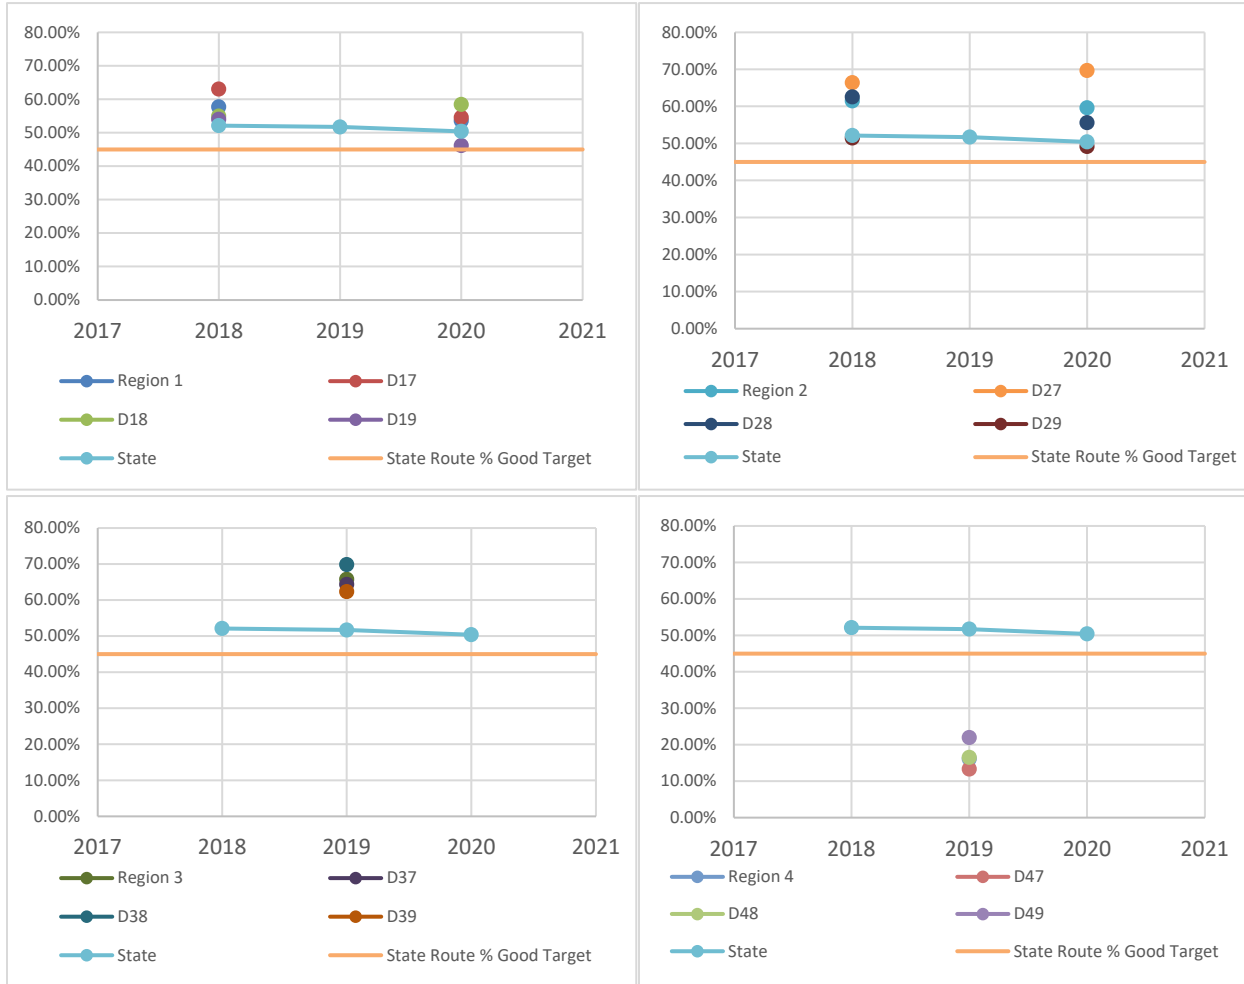 80.00%
70.00%
60.00%
50.00%
40.00%
30.00%
20.00%
10.00%
0.00%
2017 2018 2019 2020 2021
Region 1 D17
D18 D19
State State Route % Good Target
80.00%
70.00%
60.00%
50.00%
40.00%
30.00%
20.00%
10.00%
0.00%
2017 2018 2019 2020 2021
Region 2 D27
D28 D29
State State Route % Good Target
80.00%
70.00%
60.00%
50.00%
40.00%
30.00%
20.00%
10.00%
0.00%
2017 2018 2019 2020 2021
Region 3 D37
D38 D39
State State Route % Good Target
80.00%
70.00%
60.00%
50.00%
40.00%
30.00%
20.00%
10.00%
0.00%
2017 2018 2019 2020 2021
Region 4 D47
D48 D49
State State Route % Good Target